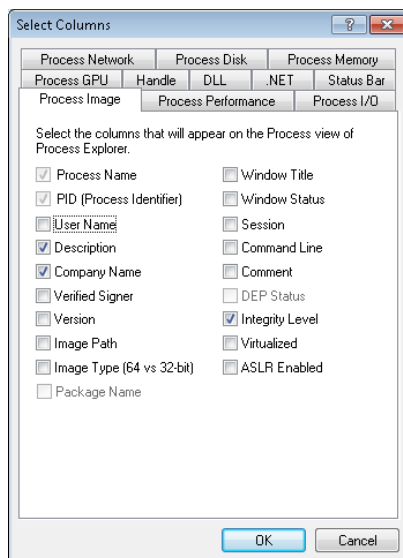 Select Columns
Process Network Process Disk Process Memory
Process GPU Handle DLL .NET Status Bar
Process Image Process Performance Process I/O
Select the columns that will appear on the Process view of
Process Explorer.
Process Name Window Title
PID (Process Identifier) Window Status
User Name Session
Description Command Line
Company Name Comment
Verified Signer DEP Status
Version Integrity Level
Image Path Virtualized
Image Type (64 vs 32-bit) ASLR Enabled
Package Name
OK Cancel